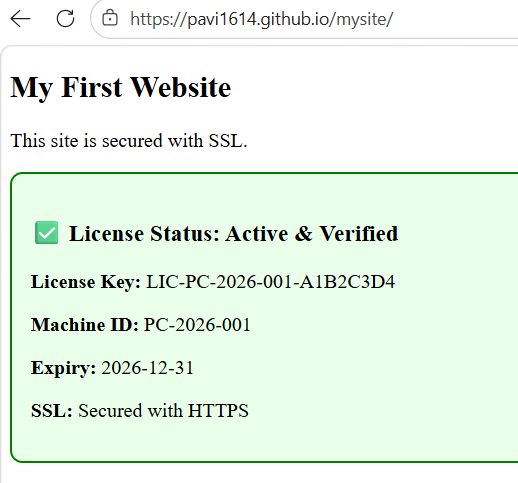 https://pavi1614.github.io/mysite/
My First Website
This site is secured with SSL.
✅ License Status: Active & Verified
License Key: LIC-PC-2026-001-A1B2C3D4
Machine ID: PC-2026-001
Expiry: 2026-12-31
SSL: Secured with HTTPS